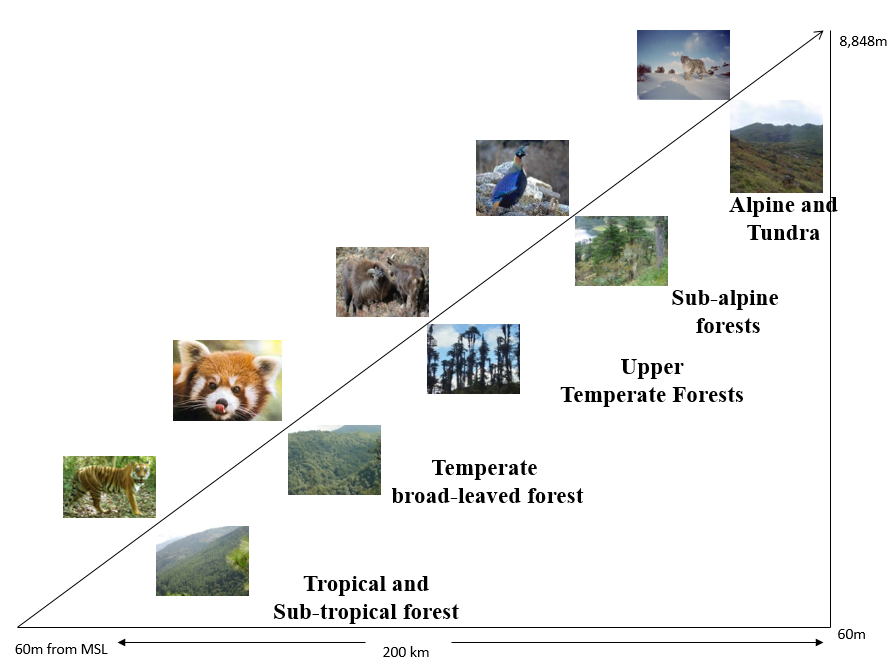 8,848m
Alpine and
Tundra
Sub-alpine
forests
Upper
Temperate Forests
Temperate
broad-leaved forest
Tropical and
Sub-tropical forest
60m
60m from MSL
200 km